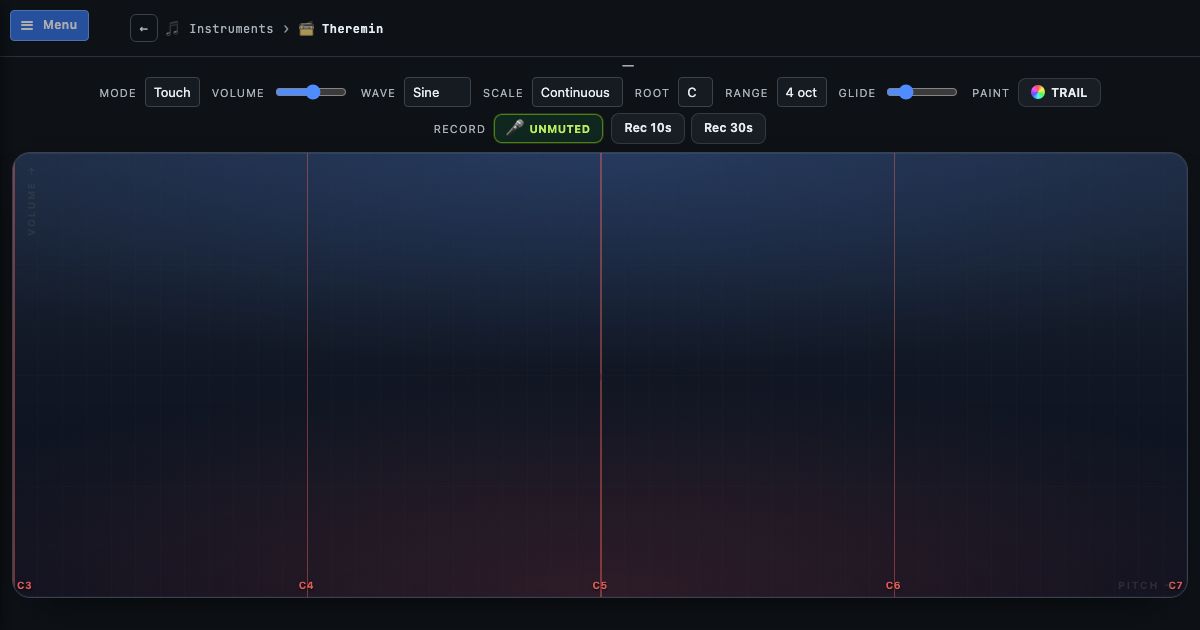 Menu
← Instruments › Theremin
—
MODE Touch VOLUME WAVE Sine SCALE Continuous ROOT C RANGE 4 oct GLIDE PAINT TRAIL
RECORD UNMUTED Rec 10s Rec 30s
VOLUME →
C3 C4 C5 C6 PITCH C7